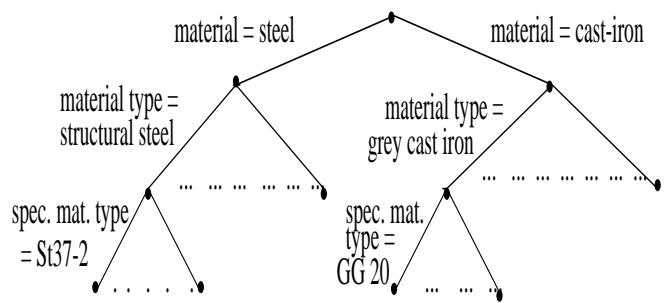 material = steel
material = cast-iron
material type =
structural steel
material type =
grey cast iron
spec. mat. type
= St37-2
spec. mat.
type =
GG 20